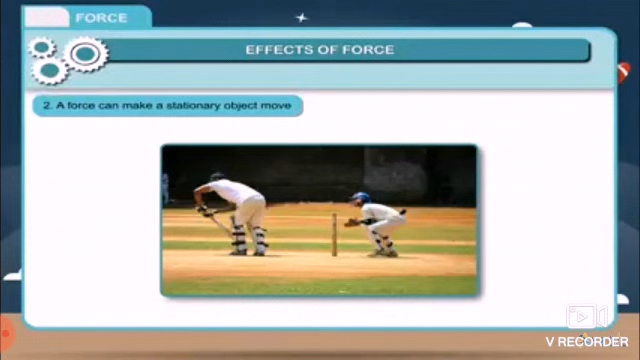 FORCE
EFFECTS OF FORCE
2. A force can make a stationary object move
V RECORDER